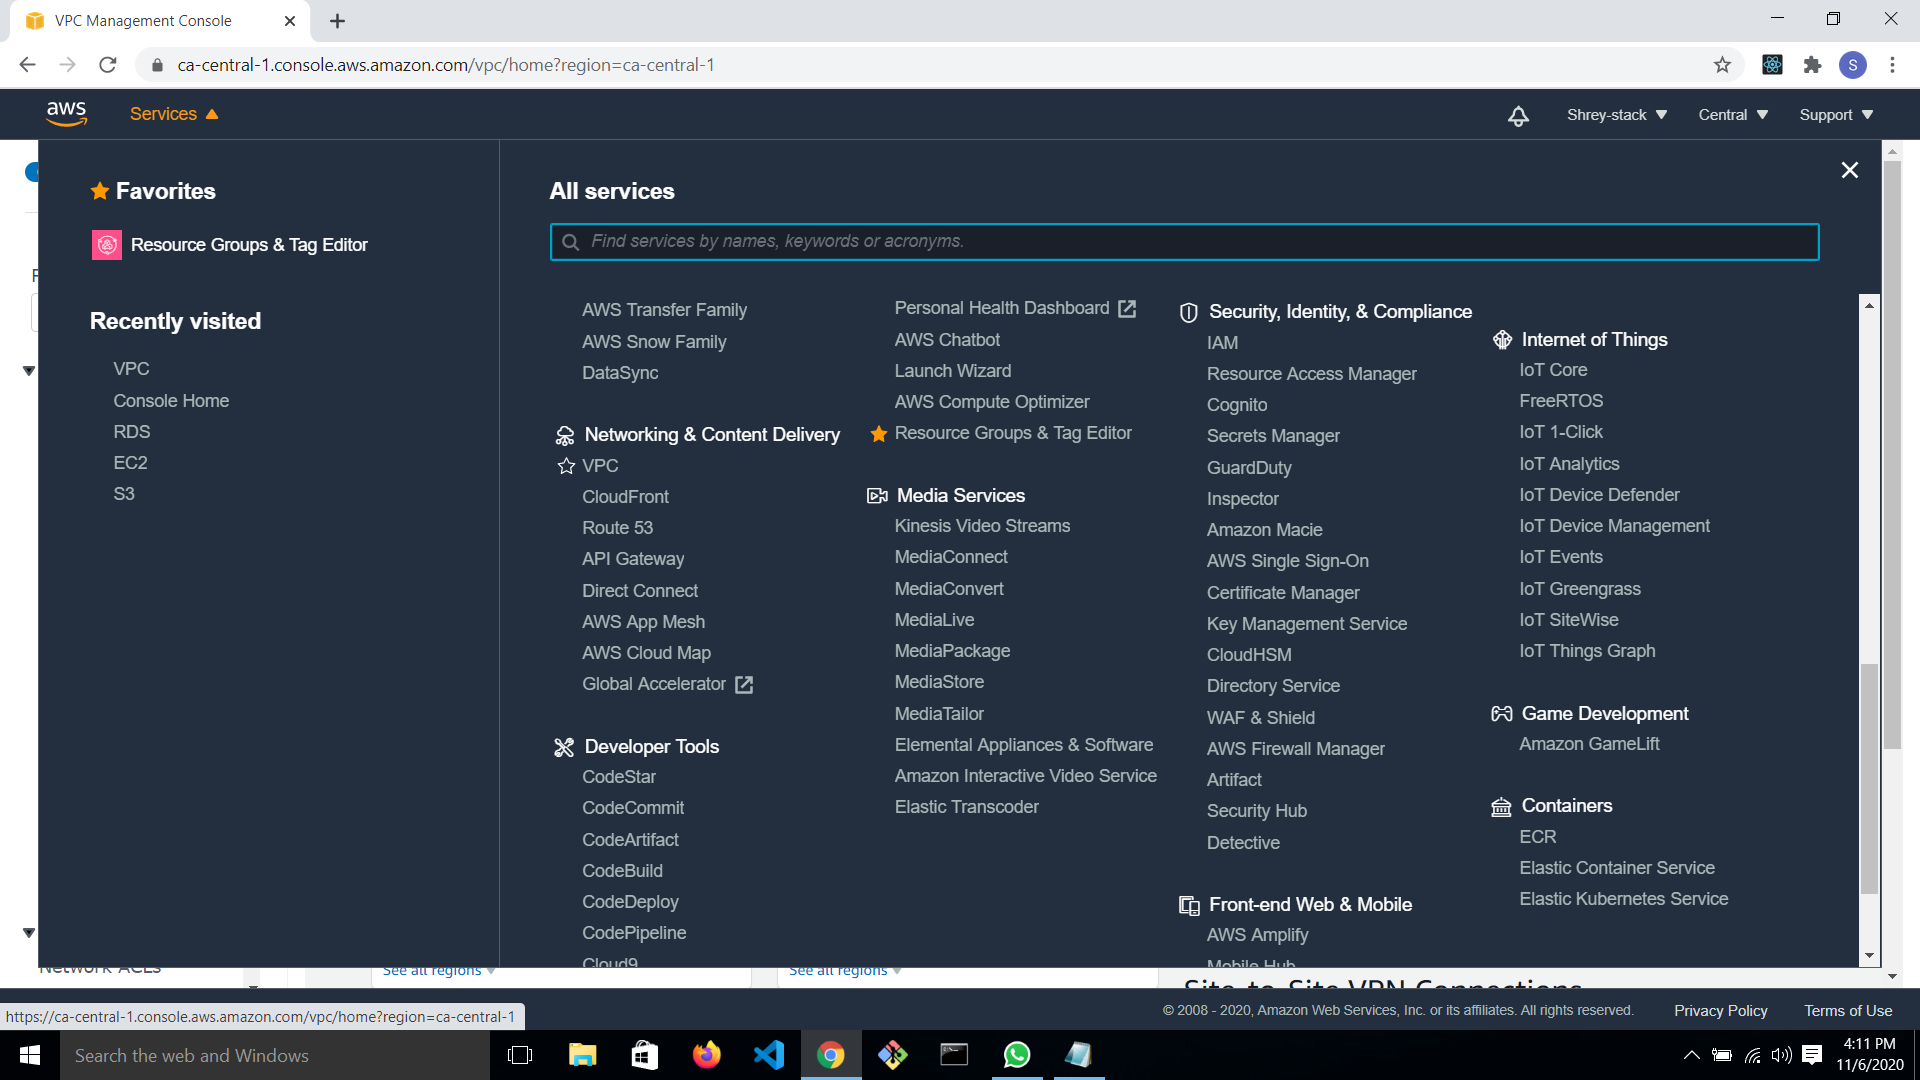 VPC Management Console
ca-central-1.console.aws.amazon.com/vpc/home?region=ca-central-1
S
aws
Services
Shrey-stack
Central
Support
Favorites
Resource Groups & Tag Editor
Recently visited
VPC
Console Home
RDS
EC2
S3
All services
Find services by names, keywords or acronyms.
AWS Transfer Family
AWS Snow Family
DataSync
Networking & Content Delivery
VPC
CloudFront
Route 53
API Gateway
Direct Connect
AWS App Mesh
AWS Cloud Map
Global Accelerator
Developer Tools
CodeStar
CodeCommit
CodeArtifact
CodeBuild
CodeDeploy
CodePipeline
Cloud9
Personal Health Dashboard
AWS Chatbot
Launch Wizard
AWS Compute Optimizer
Resource Groups & Tag Editor
Media Services
Kinesis Video Streams
MediaConnect
MediaConvert
MediaLive
MediaPackage
MediaStore
MediaTailor
Elemental Appliances & Software
Amazon Interactive Video Service
Elastic Transcoder
Security, Identity, & Compliance
IAM
Resource Access Manager
Cognito
Secrets Manager
GuardDuty
Inspector
Amazon Macie
AWS Single Sign-On
Certificate Manager
Key Management Service
CloudHSM
Directory Service
WAF & Shield
AWS Firewall Manager
Artifact
Security Hub
Detective
Front-end Web & Mobile
AWS Amplify
Mobile Hub
Internet of Things
IoT Core
FreeRTOS
IoT 1-Click
IoT Analytics
IoT Device Defender
IoT Device Management
IoT Events
IoT Greengrass
IoT SiteWise
IoT Things Graph
Game Development
Amazon GameLift
Containers
ECR
Elastic Container Service
Elastic Kubernetes Service
Network ACLs
See all regions
See all regions
Site-to-Site VPN Connections
https://ca-central-1.console.aws.amazon.com/vpc/home?region=ca-central-1
© 2008 - 2020, Amazon Web Services, Inc. or its affiliates. All rights reserved.
Privacy Policy
Terms of Use
Search the web and Windows
4:11 PM
11/6/2020